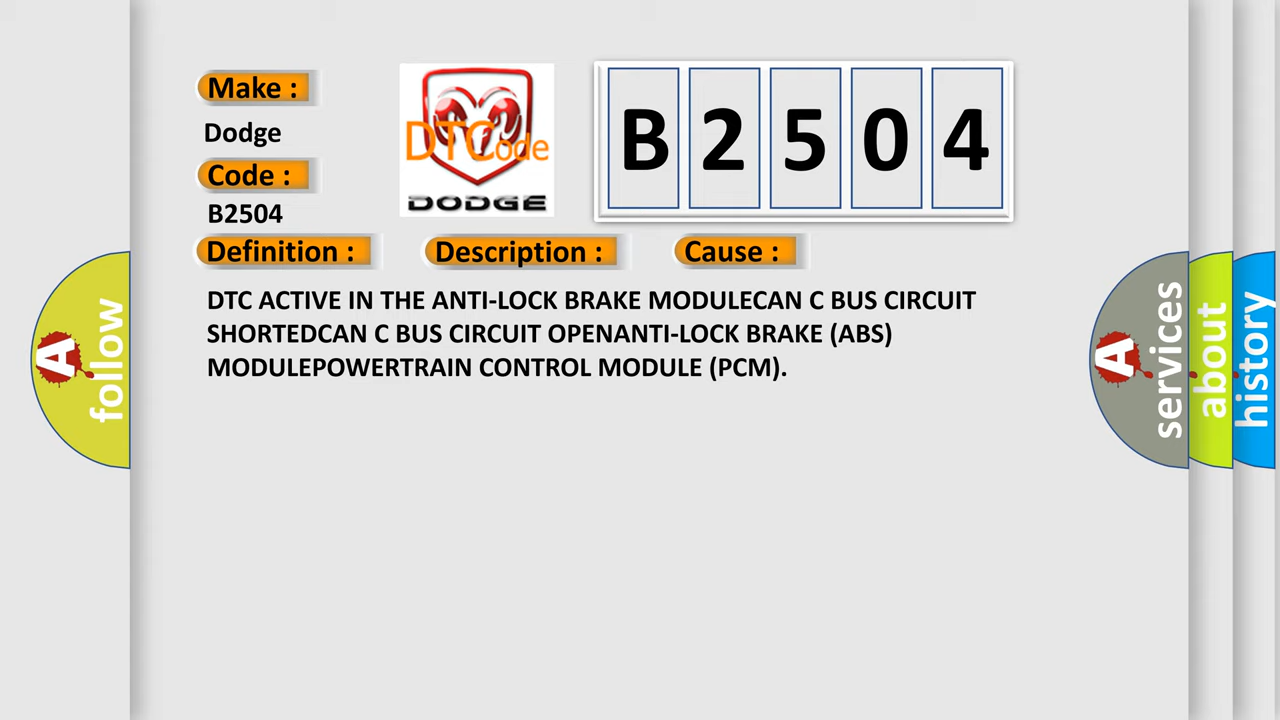 Make :
Dodge
Code :
B2504
DTCode
DODGE
B 2 5 0 4
Definition :
Description :
Cause :
DTC ACTIVE IN THE ANTI-LOCK BRAKE MODULECAN C BUS CIRCUIT
SHORTEDCAN C BUS CIRCUIT OPENANTI-LOCK BRAKE (ABS)
MODULEPOWERTRAIN CONTROL MODULE (PCM).
A
follow
A
services
about
history